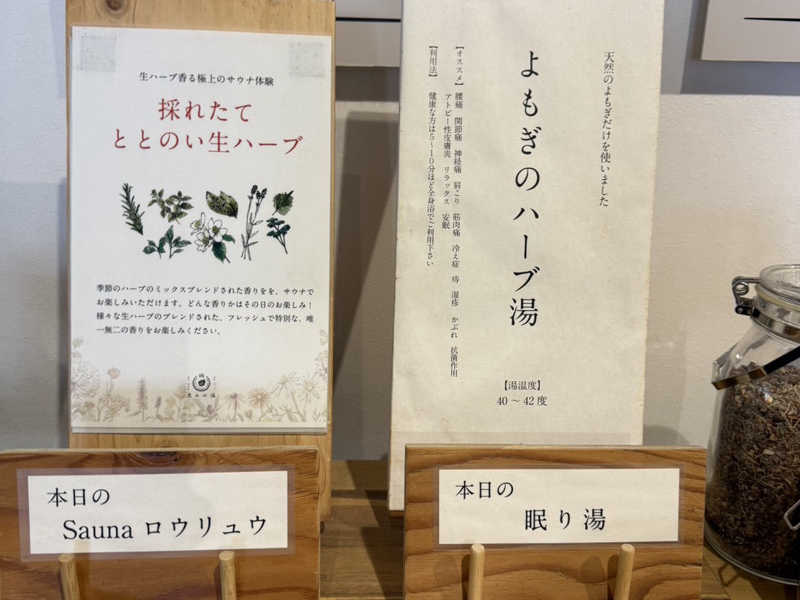 生ハーブ香る極上のサウナ体験
採れたて
ととのい生ハーブ
季節のハーブのミックスブレンドされた香りをを、サウナで
お楽しみいただけます。どんな香りかはその日のお楽しみ!
様々な生ハーブのブレンドされた、フレッシュで特別な、唯
一無二の香りをお楽しみください。
本日の
Sauna ロウリュウ
天然のよもぎだけを使いました
よもぎのハーブ湯
【オススメ】腰痛 関節痛 神経痛 肩こり 筋肉痛 冷え症 痔 湿疹 かぶれ 抗菌作用
アトピー性皮膚炎 リラックス 安眠
【利用法】 健康な方は5〜10分ほど全身浴でご利用下さい
【湯温度】
40 〜 42 度
本日の
眠り湯